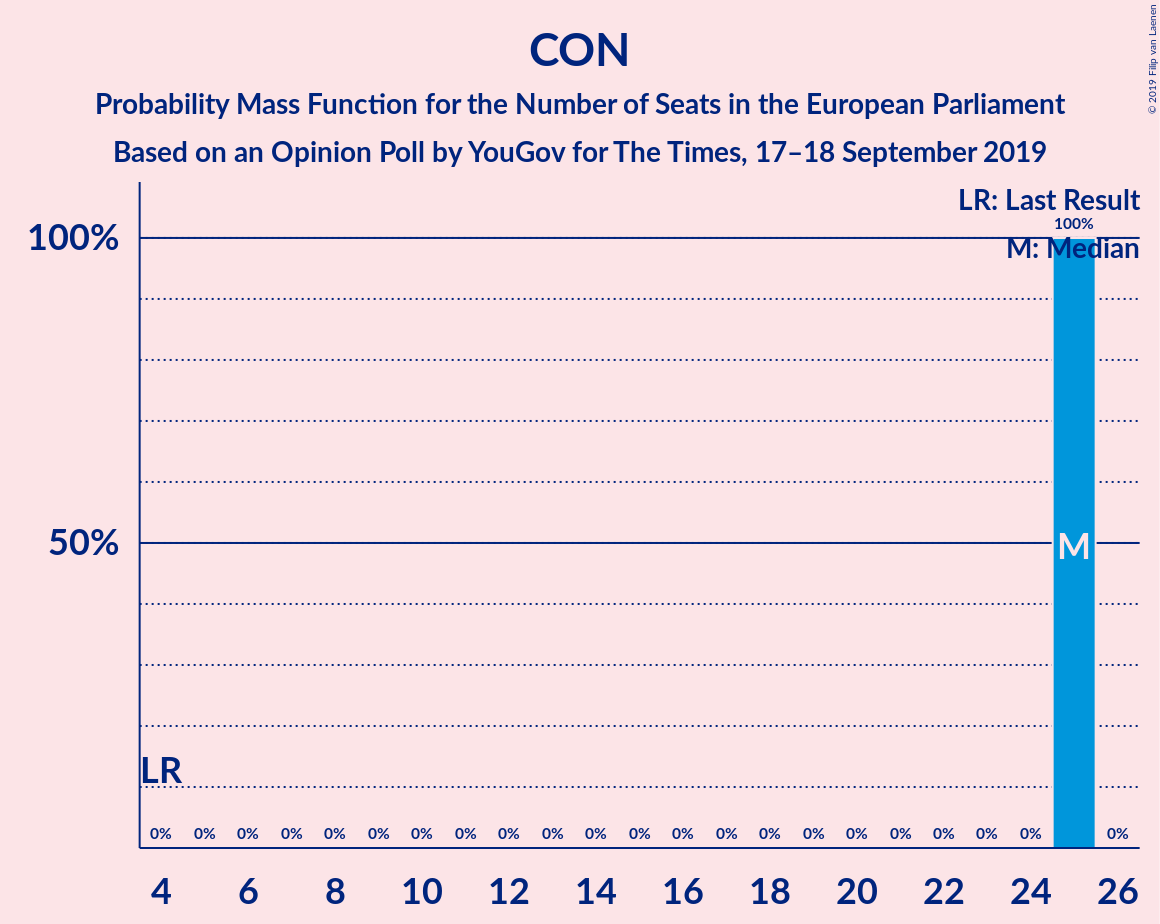 CON
Probability Mass Function for the Number of Seats in the European Parliament
Based on an Opinion Poll by YouGov for The Times, 17–18 September 2019
© 2019 Filip van Laenen
LR: Last Result
100%
M: Median
100%
50%
M
LR
0% 0% 0% 0% 0% 0% 0% 0% 0% 0% 0% 0% 0% 0% 0% 0% 0% 0% 0% 0% 0% 0%
4 6 8 10 12 14 16 18 20 22 24 26